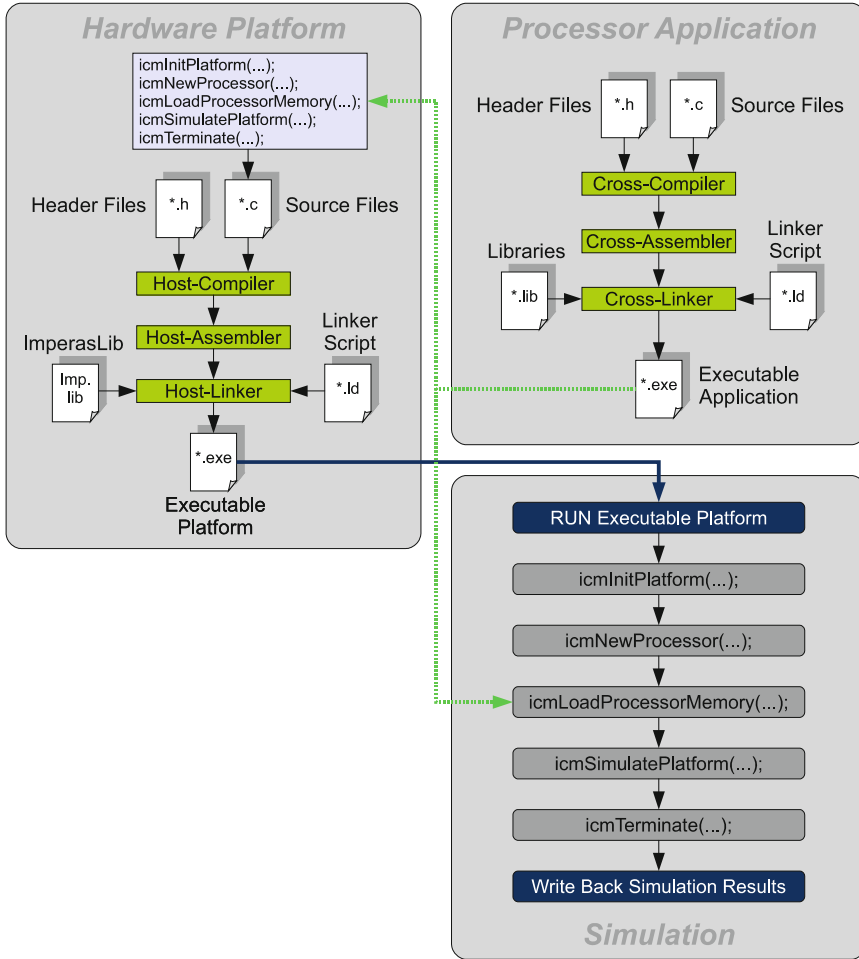 Hardware Platform
icmInitPlatform(...);
icmNewProcessor(...);
icmLoadProcessorMemory(...);
icmSimulatePlatform(...);
icmTerminate(...);
Header Files
*.h
*.c
Source Files
Host-Compiler
Host-Assembler
ImperasLib
Linker
Script
Imp.
lib
Host-Linker
*.ld
*.exe
Executable
Platform
Processor Application
Header Files
*.h
*.c
Source Files
Cross-Compiler
Cross-Assembler
Libraries
Linker
Script
*.lib
Cross-Linker
*.ld
*.exe
Executable
Application
RUN Executable Platform
icmInitPlatform(...);
icmNewProcessor(...);
icmLoadProcessorMemory(...);
icmSimulatePlatform(...);
icmTerminate(...);
Write Back Simulation Results
Simulation